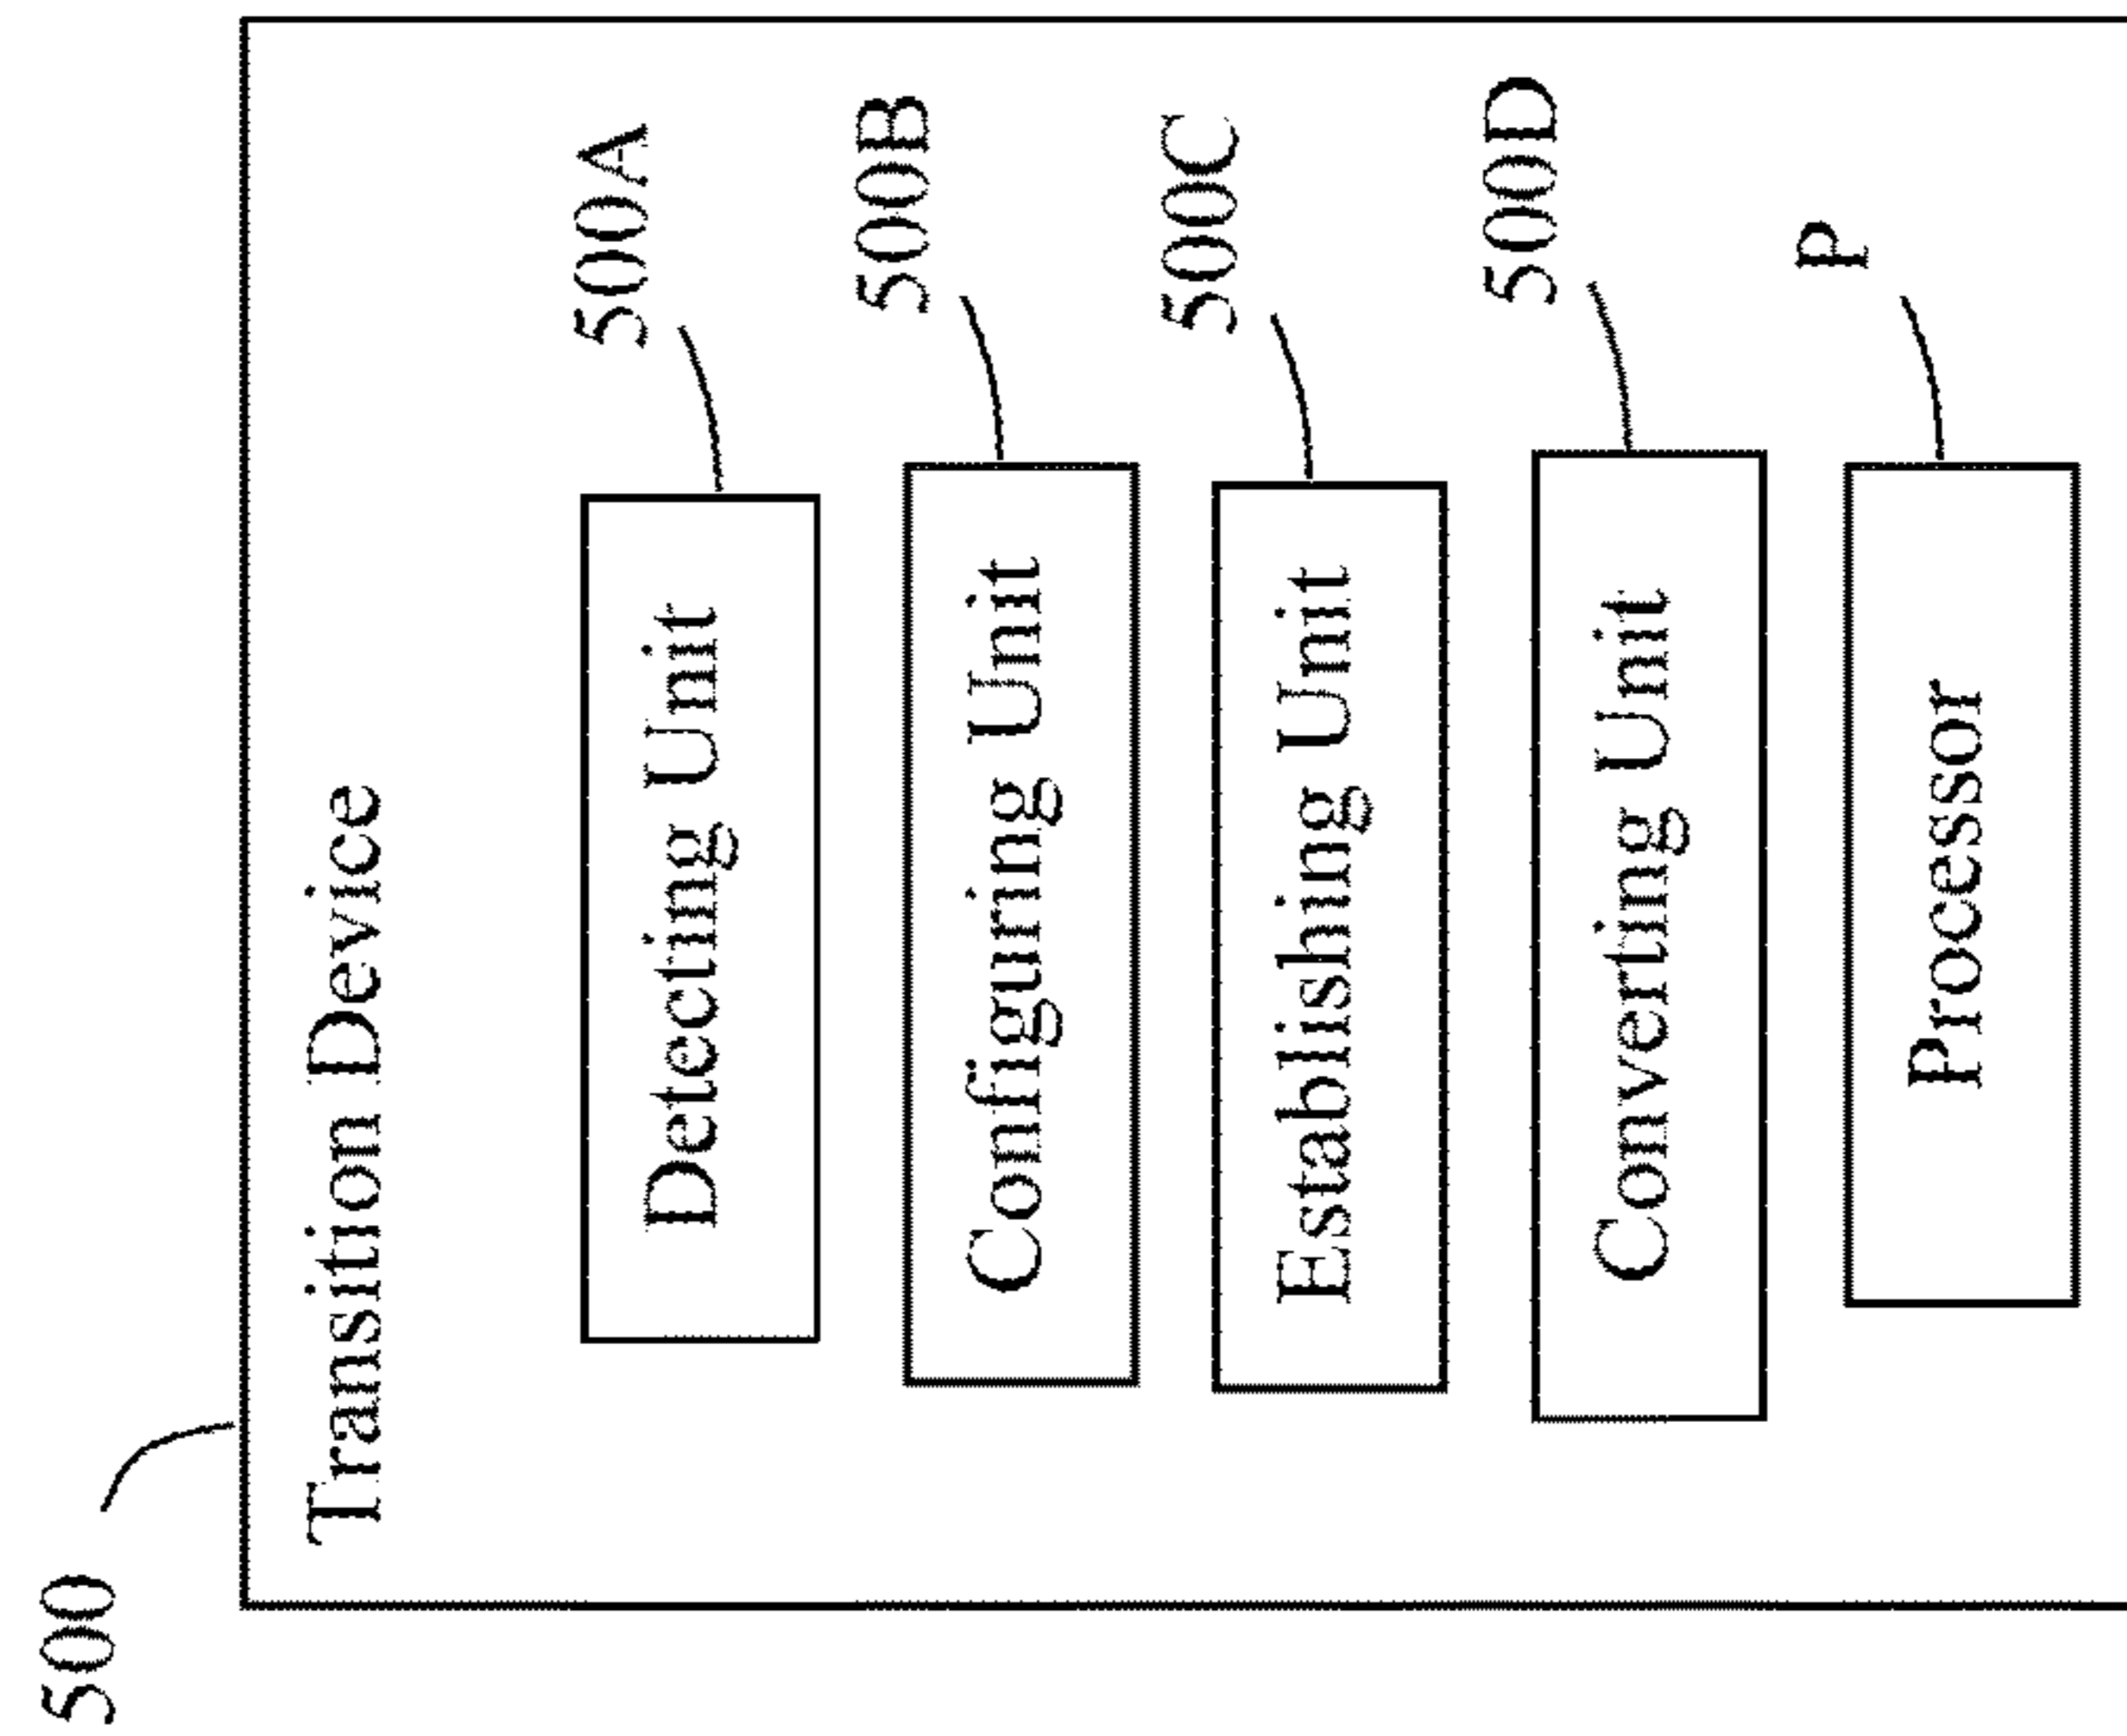 500
Transition Device
500A
Detecting Unit
500B
Configuring Unit
500C
Establishing Unit
500D
Converting Unit
P
Processor